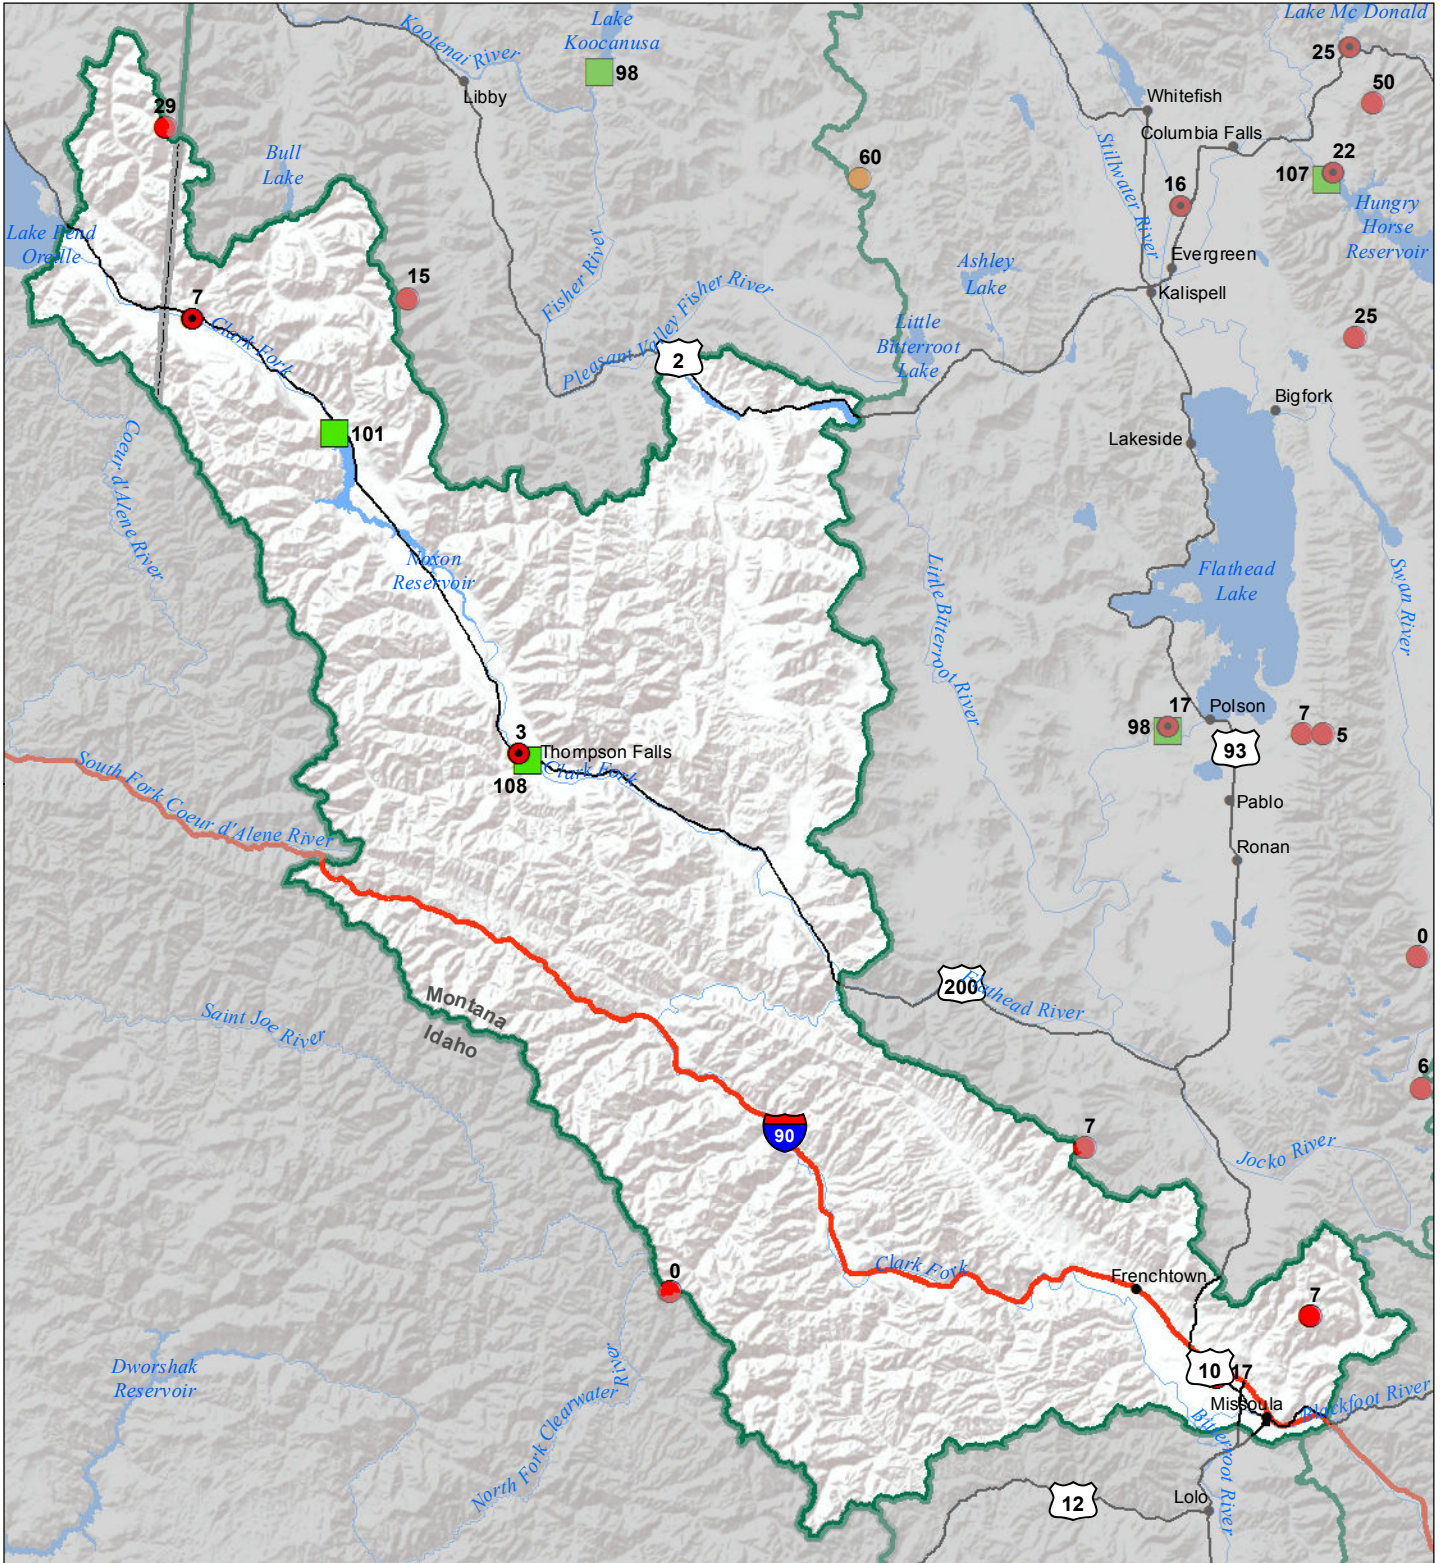 Lake Mc Donald
25
50
Kootenai River
Lake
Koocanusa
98
Libby
Whitefish
Columbia Falls
29
Bull
Lake
60
Stillwater River
16
22
107
Hungry
Horse
Reservoir
Lake Pend
Oreille
Fisher River
Ashley
Lake
Evergreen
Kalispell
15
7
Clark Fork
Pleasant Valley Fisher River
2
Little
Bitterroot
Lake
25
Bigfork
Lakeside
101
Coeur d'Alene River
Noxon
Reservoir
Little Bitterroot River
Flathead
Lake
Swan River
3
Thompson Falls
108
Clark Fork
17
98
Polson
93
7
5
Pablo
Ronan
South Fork Coeur d'Alene River
0
200
Flathead River
Montana
Idaho
Saint Joe River
6
90
7
Jocko River
Clark Fork
Frenchtown
0
7
10
17
Missoula
Blackfoot River
Bitterroot River
Dworshak
Reservoir
North Fork Clearwater River
12
Lolo